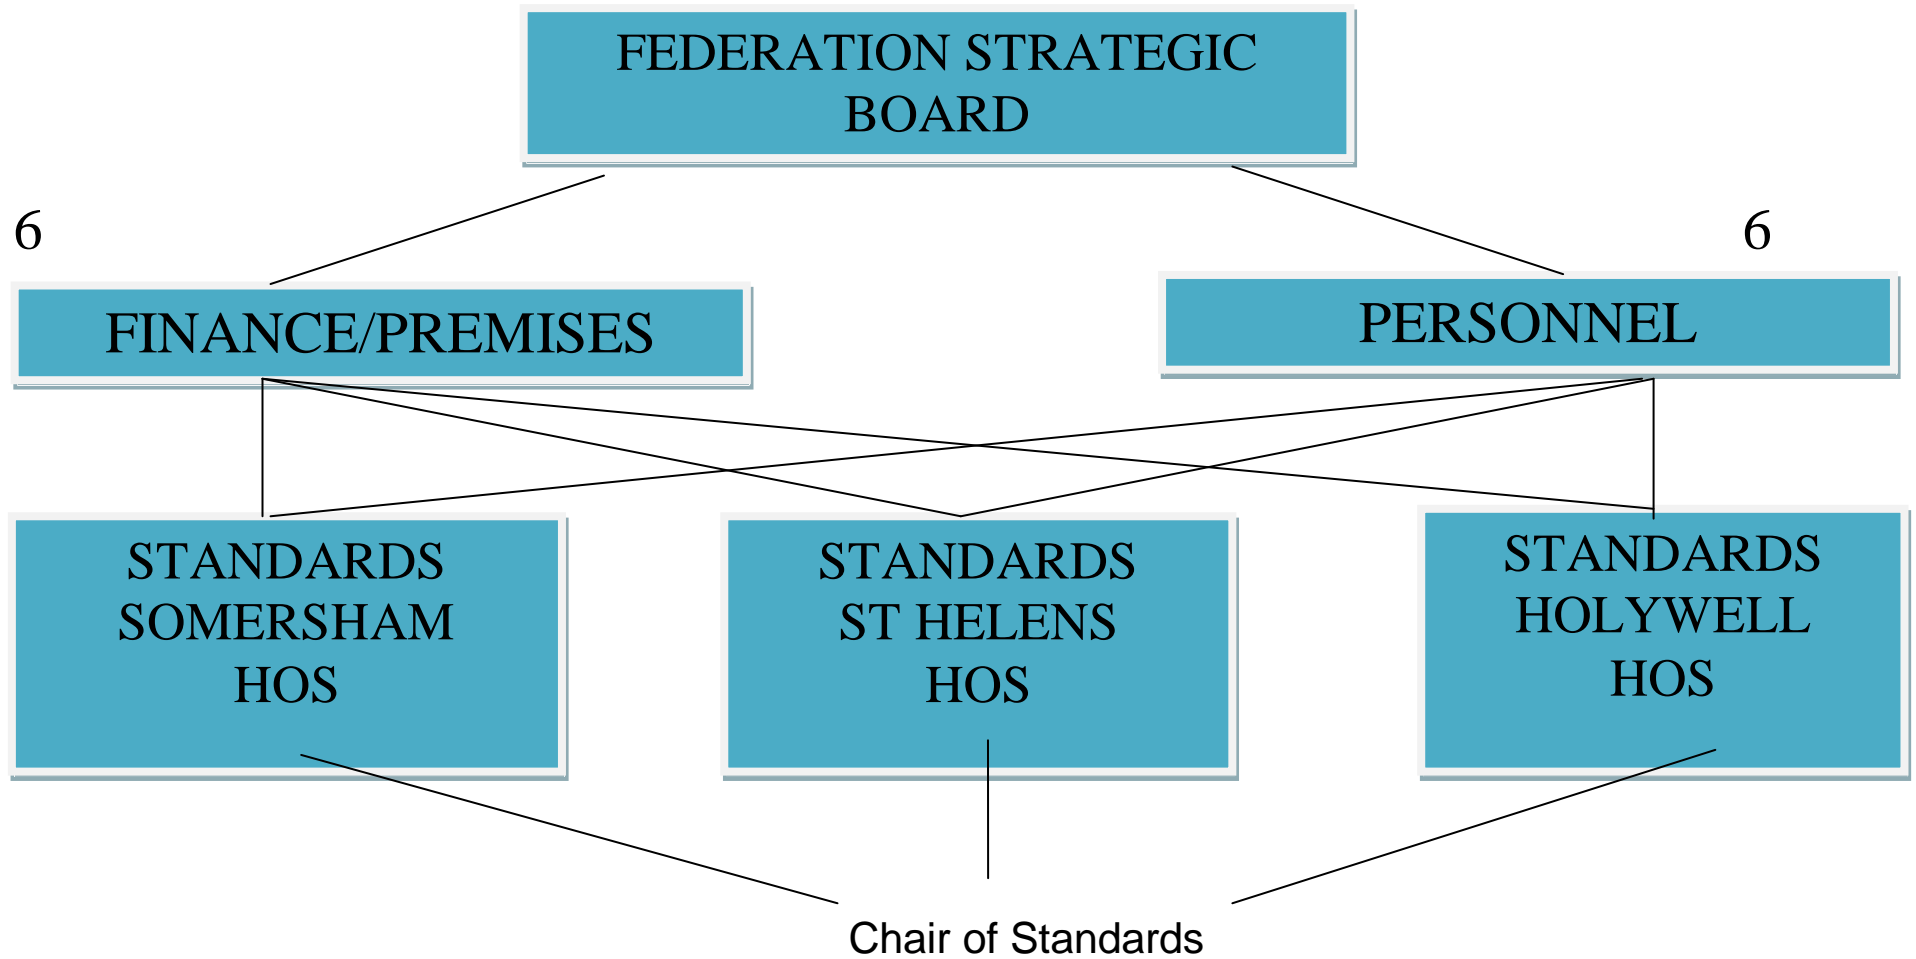 FEDERATION STRATEGIC
BOARD
6
6
FINANCE/PREMISES
PERSONNEL
STANDARDS
SOMERSHAM
HOS
STANDARDS
ST HELENS
HOS
STANDARDS
HOLYWELL
HOS
Chair of Standards